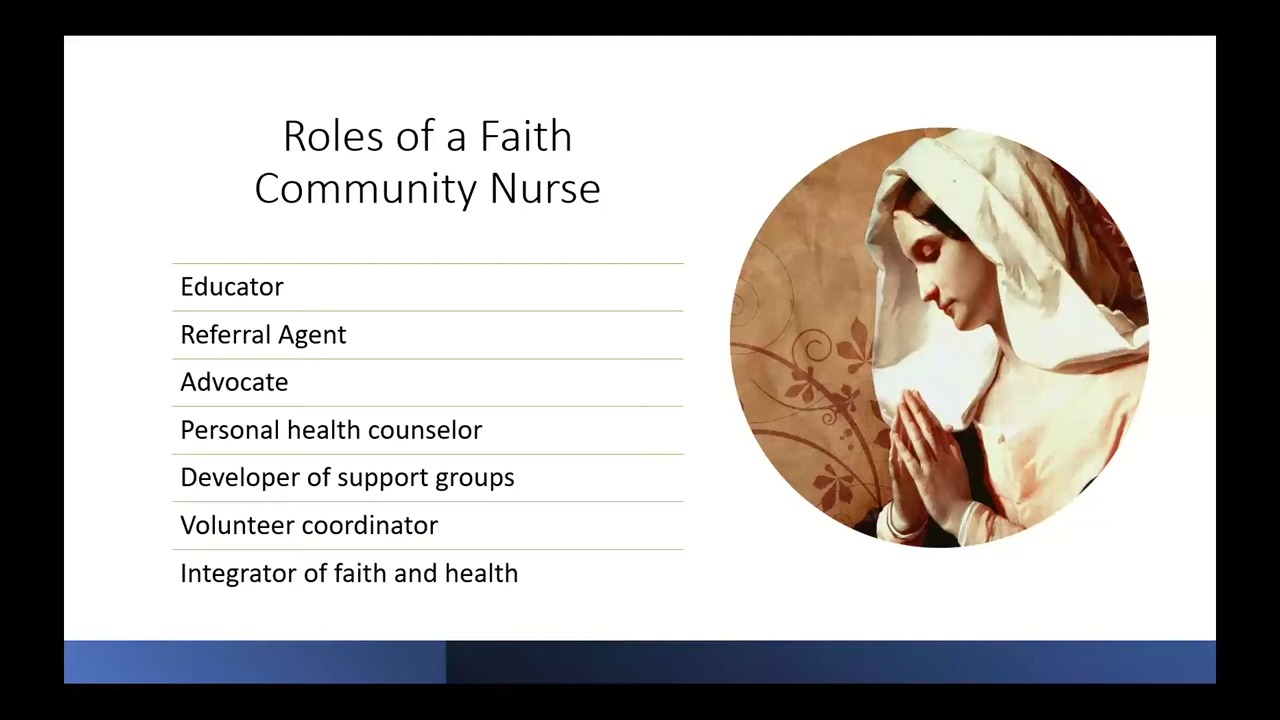 Roles of a Faith
Community Nurse
Educator
Referral Agent
Advocate
Personal health counselor
Developer of support groups
Volunteer coordinator
Integrator of faith and health